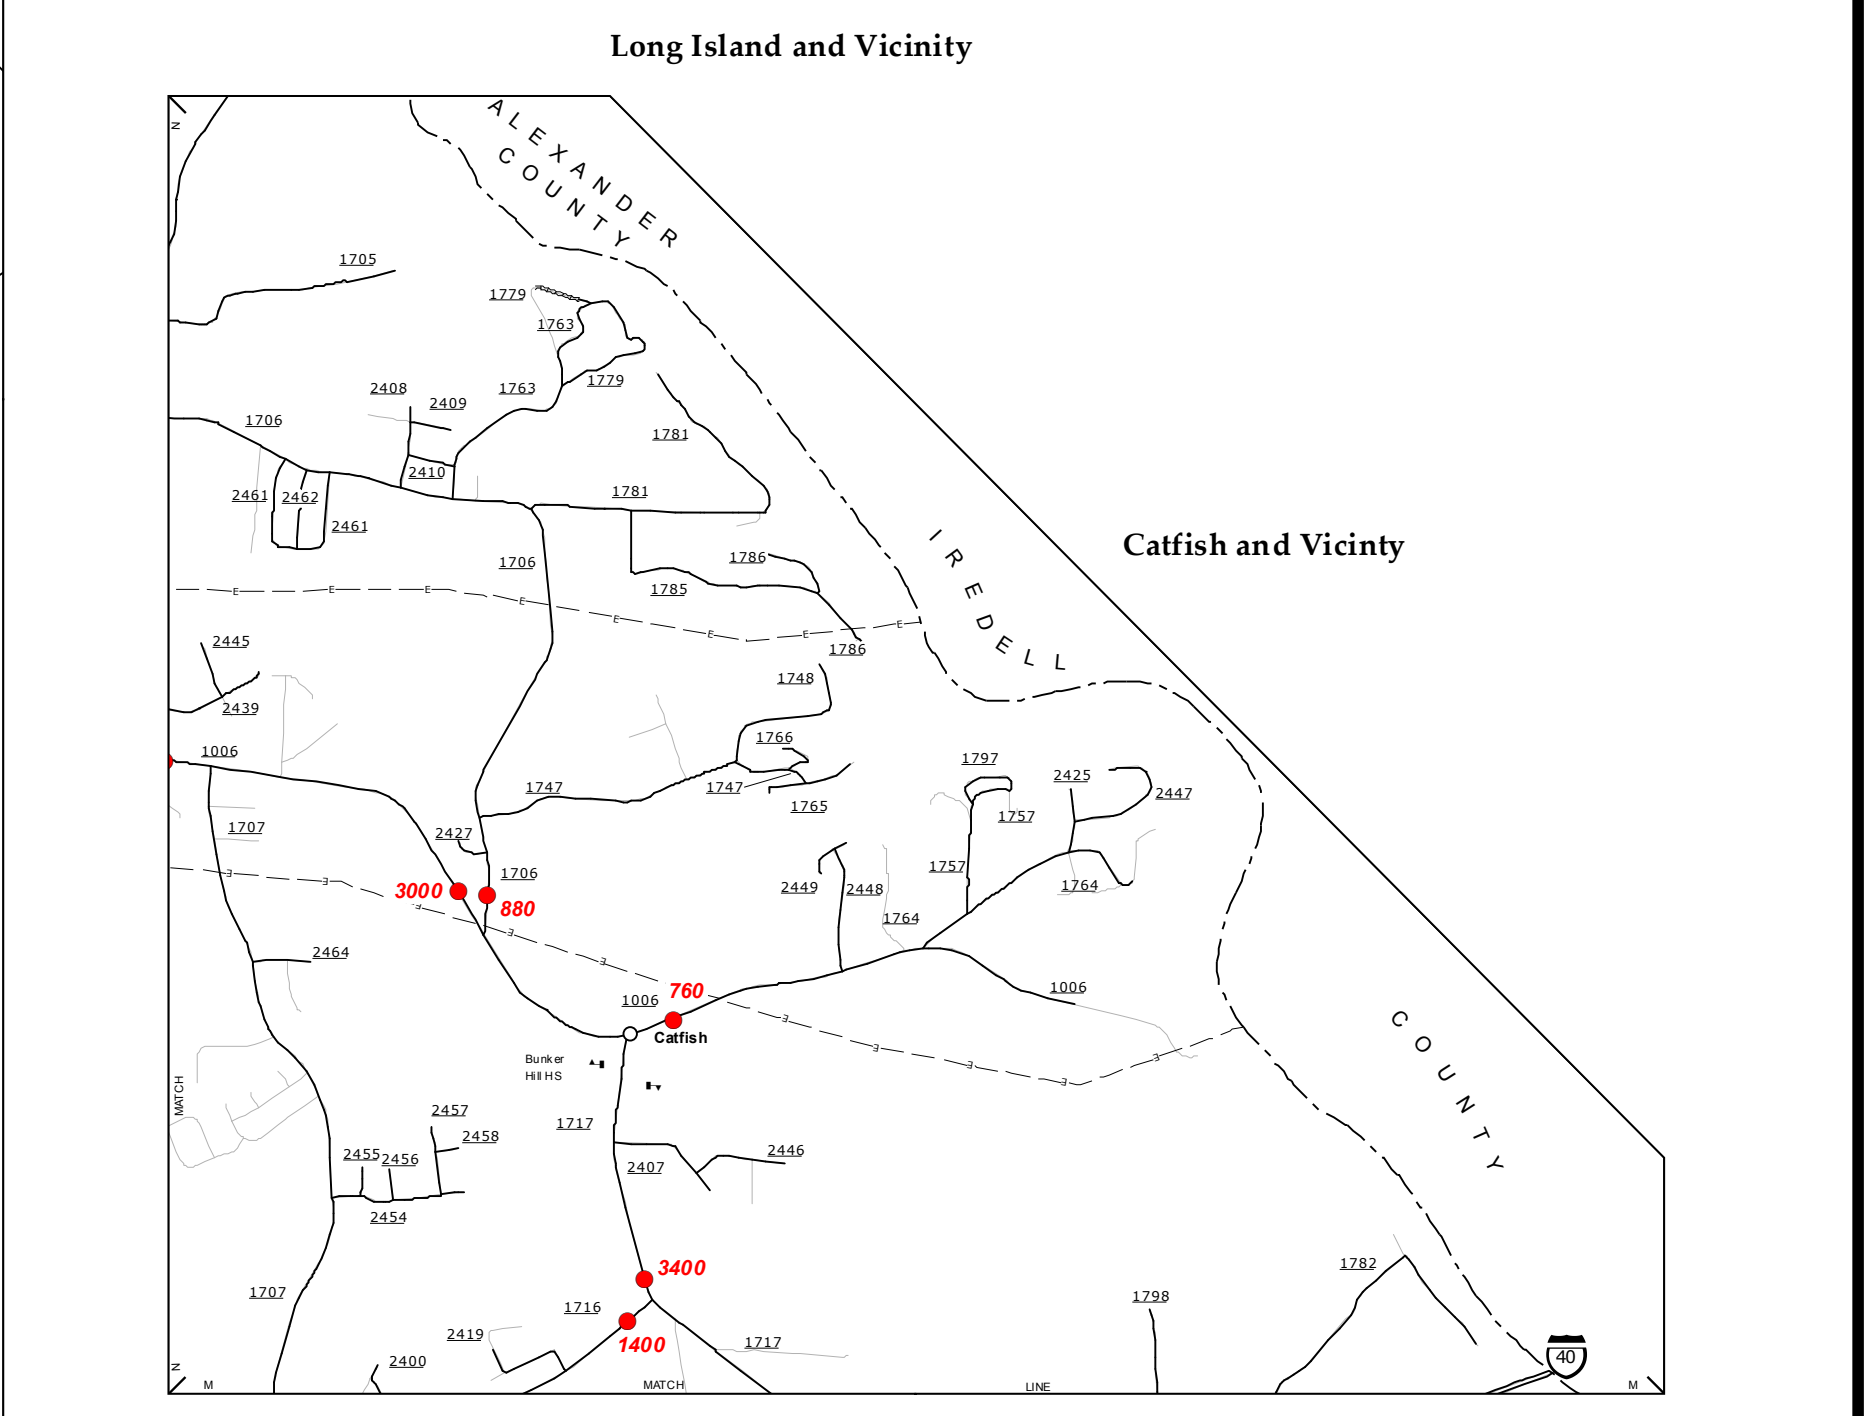 Long Island and Vicinity
ALEXANDER
COUNTY
N
1705
1779
1763
1779
1763
2408
2409
1706
1781
2410
2461
2462
1781
2461
IREDELL
Catfish and Vicinty
1706
1786
1785
E E E E E E E E
2445
1786
1748
2439
1766
1006
1797
2425
1747
1747
2447
1765
1757
1707
2427
1757
1706
E E
3000
E
880
2449
2448
1764
1764
E
2464
E
1006
760
1006
E E E E E
Catfish
COUNTY
Bunker
Hill HS
MATCH
2457
1717
2458
2455
2456
2407
2446
2454
1782
3400
1707
1716
1798
2419
1400
1717
2400
40
N
M
MATCH
LINE
M